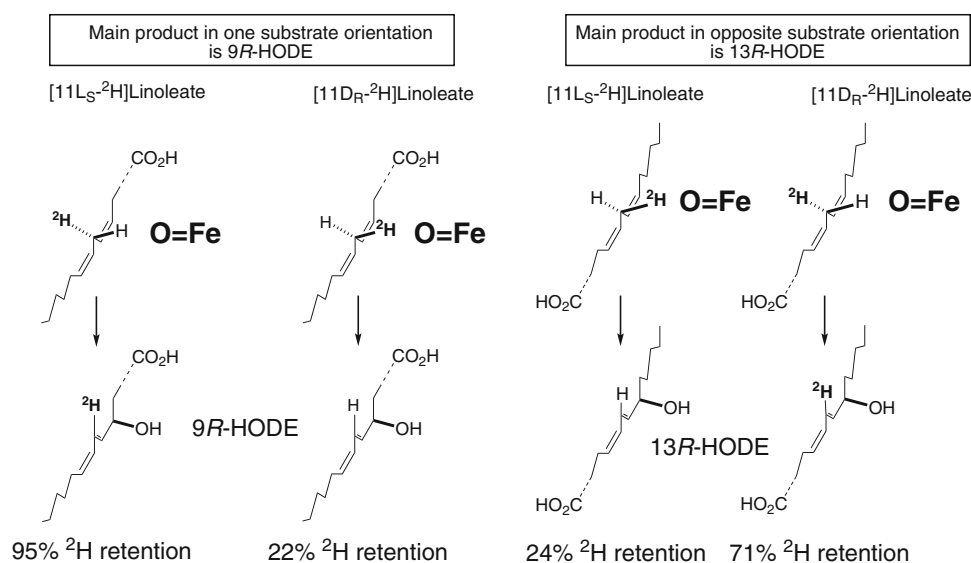 Main product in one substrate orientation
is 9R-HODE
Main product in opposite substrate orientation
is 13R-HODE
[11LS-²H]Linoleate
[11DR-²H]Linoleate
[11LS-²H]Linoleate
[11DR-²H]Linoleate
CO₂H
CO₂H
²H
H
O=Fe
H
²H
O=Fe
H
²H
O=Fe
²H
H
O=Fe
HO₂C
HO₂C
CO₂H
CO₂H
²H
OH
9R-HODE
H
OH
H
OH
13R-HODE
²H
OH
HO₂C
HO₂C
95% ²H retention
22% ²H retention
24% ²H retention
71% ²H retention